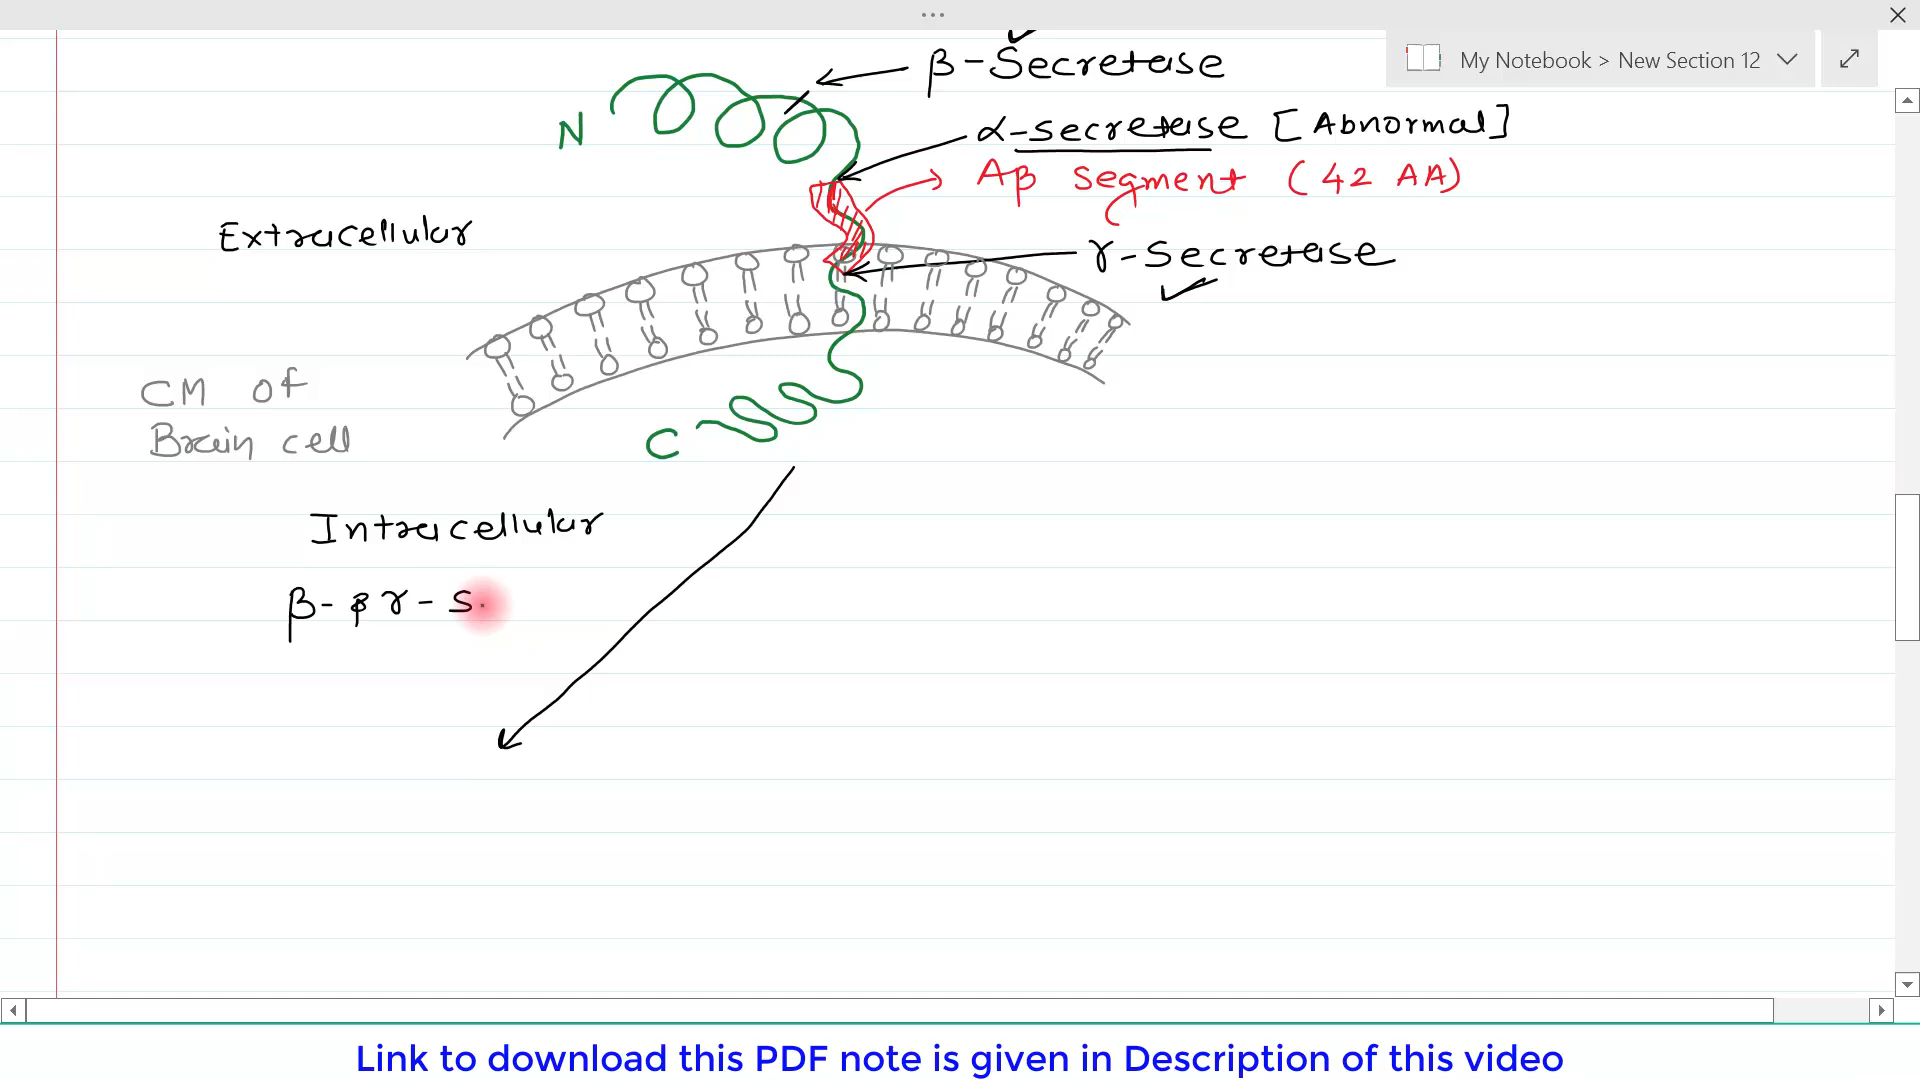 β-Secretase
My Notebook > New Section 12
N
α-secretase [Abnormal]
Aβ segment (42 AA)
Extracellular
γ-Secretase
CM of
Brain cell
C
Intracellular
β- & γ- S
Link to download this PDF note is given in Description of this video